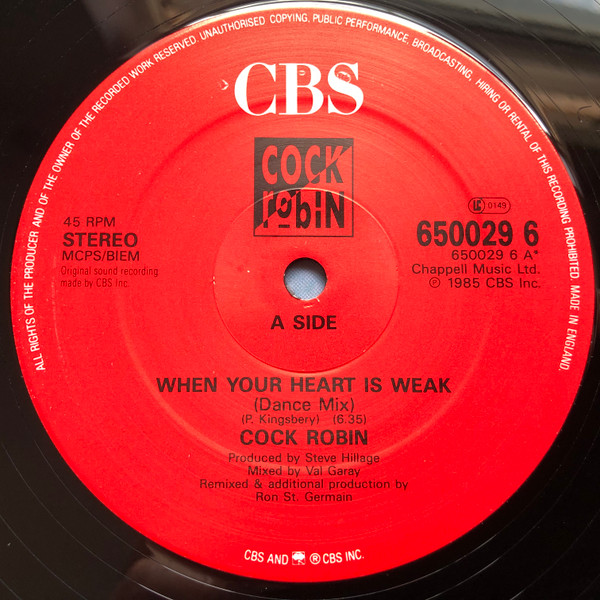 ALL RIGHTS OF THE PRODUCER AND OF THE OWNER OF THE RECORDED WORK RESERVED. UNAUTHORISED COPYING, PUBLIC PERFORMANCE, BROADCASTING, HIRING OR RENTAL OF THIS RECORDING PROHIBITED. MADE IN ENGLAND.
CBS
COCK
robiN
45 RPM
STEREO
MCPS/BIEM
Original sound recording
made by CBS Inc.
LC 0149
650029 6
650029 6 A*
Chappell Music Ltd.
℗ 1985 CBS Inc.
A SIDE
WHEN YOUR HEART IS WEAK
(Dance Mix)
(P. Kingsbery) (6.35)
COCK ROBIN
Produced by Steve Hillage
Mixed by Val Garay
Remixed & additional production by
Ron St. Germain
CBS AND ® CBS INC.